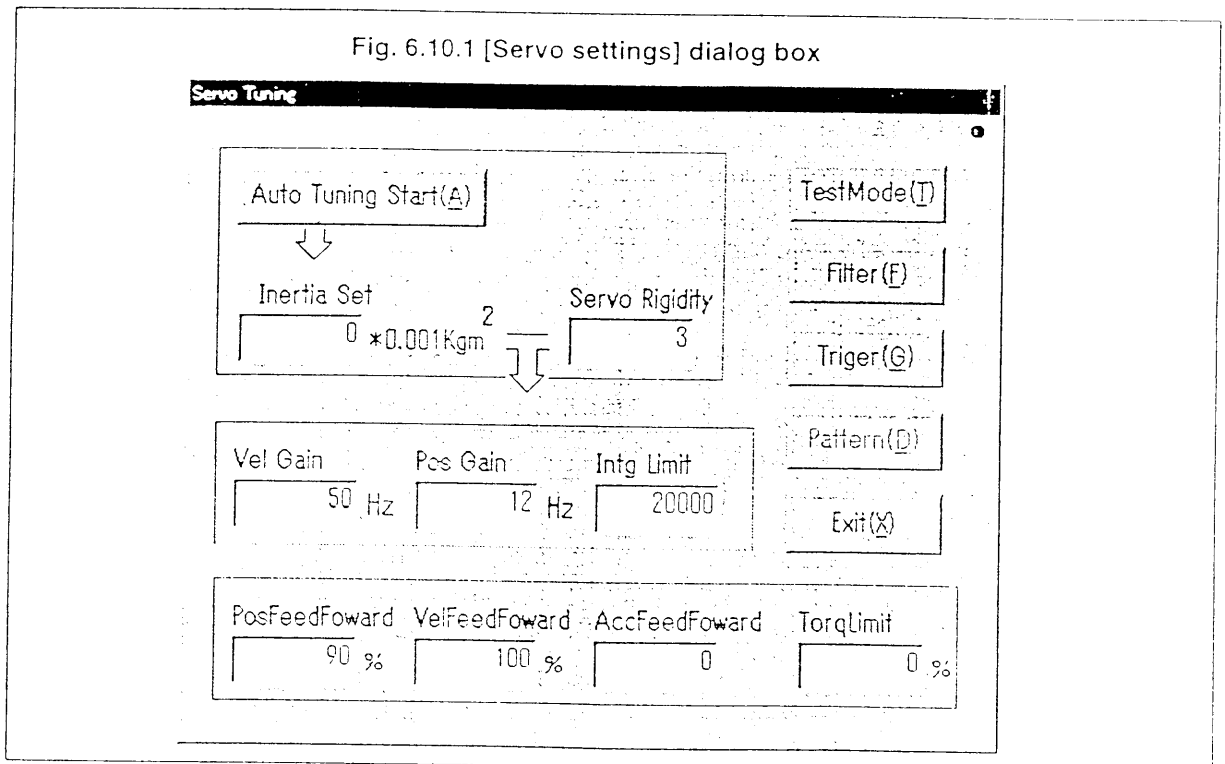 Fig. 6.10.1 [Servo settings] dialog box
Servo Tuning
Auto Tuning Start(A)
Inertia Set
0 *0.001Kgm2
Servo Rigidity
3
TestMode(T)
Filter(F)
Triger(G)
Pattern(D)
Exit(X)
Vel Gain
50 Hz
Pos Gain
12 Hz
Intg Limit
20000
PosFeedFoward
90 %
VelFeedFoward
100 %
AccFeedFoward
0
TorqLimit
0 %